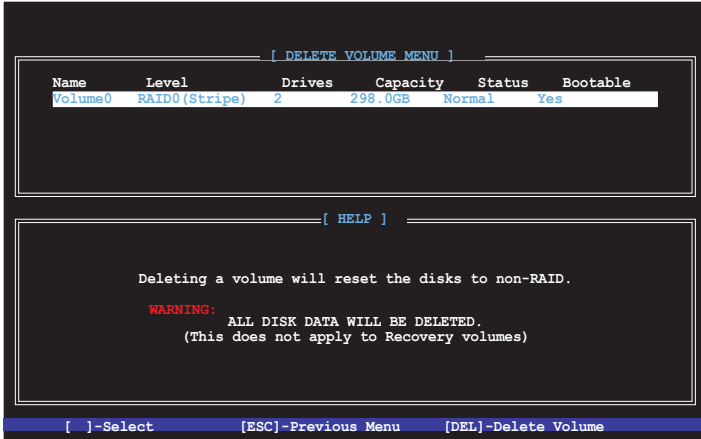 [ DELETE VOLUME MENU ]
Name Level Drives Capacity Status Bootable
Volume0 RAID0(Stripe) 2 298.0GB Normal Yes
[ HELP ]
Deleting a volume will reset the disks to non-RAID.
WARNING:
ALL DISK DATA WILL BE DELETED.
(This does not apply to Recovery volumes)
[ ]-Select [ESC]-Previous Menu [DEL]-Delete Volume